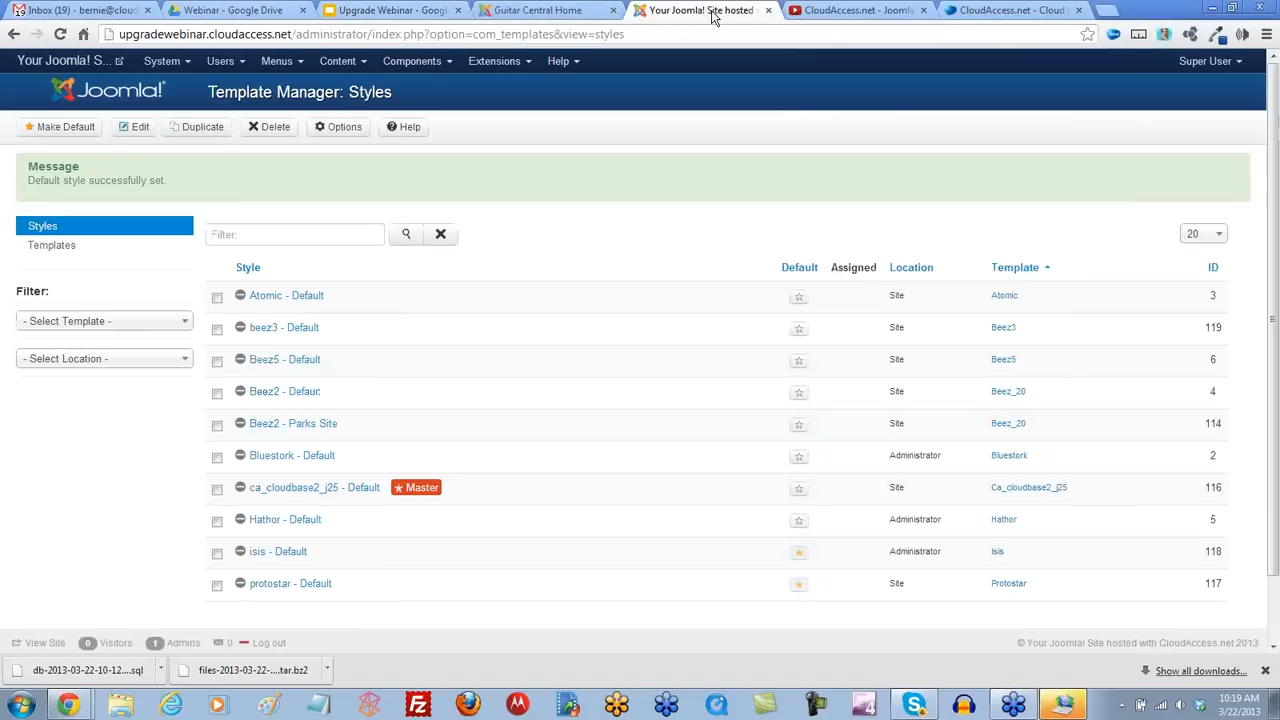 Inbox (19) - bernie@cloud
Webinar - Google Drive
Upgrade Webinar - Google
Guitar Central Home
Your Joomla! Site hosted
CloudAccess.net - Joomla
CloudAccess.net - Cloud
upgradewebinar.cloudaccess.net/administrator/index.php?option=com_templates&view=styles
Your Joomla! S... System Users Menus Content Components Extensions Help Super User
Joomla! Template Manager: Styles
Make Default Edit Duplicate Delete Options Help
Message
Default style successfully set.
Styles
Templates
Filter:
- Select Template -
- Select Location -
Filter: 20
Style Default Assigned Location Template ID
Atomic - Default Site Atomic 3
beez3 - Default Site Beez3 119
Beez5 - Default Site Beez5 6
Beez2 - Default Site Beez_20 4
Beez2 - Parks Site Site Beez_20 114
Bluestork - Default Administrator Bluestork 2
ca_cloudbase2_j25 - Default Master Site Ca_cloudbase2_j25 116
Hathor - Default Administrator Hathor 5
isis - Default Administrator Isis 118
protostar - Default Site Protostar 117
View Site 0 Visitors 1 Admins 0 Log out © Your Joomla! Site hosted with CloudAccess.net 2013
db-2013-03-22-10-12....sql files-2013-03-22-....tar.bz2 Show all downloads...
10:19 AM
3/22/2013